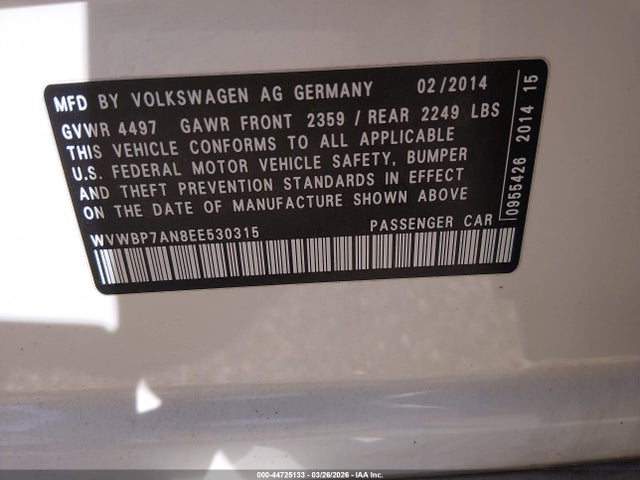 MFD BY VOLKSWAGEN AG GERMANY 02/2014
GVWR 4497 GAWR FRONT 2359 / REAR 2249 LBS
THIS VEHICLE CONFORMS TO ALL APPLICABLE
U.S. FEDERAL MOTOR VEHICLE SAFETY, BUMPER
AND THEFT PREVENTION STANDARDS IN EFFECT
ON THE DATE OF MANUFACTURE SHOWN ABOVE
WVWBP7AN8EE530315 PASSENGER CAR
0955426 2014 15
000-44725133 - 03/26/2026 - IAA Inc.